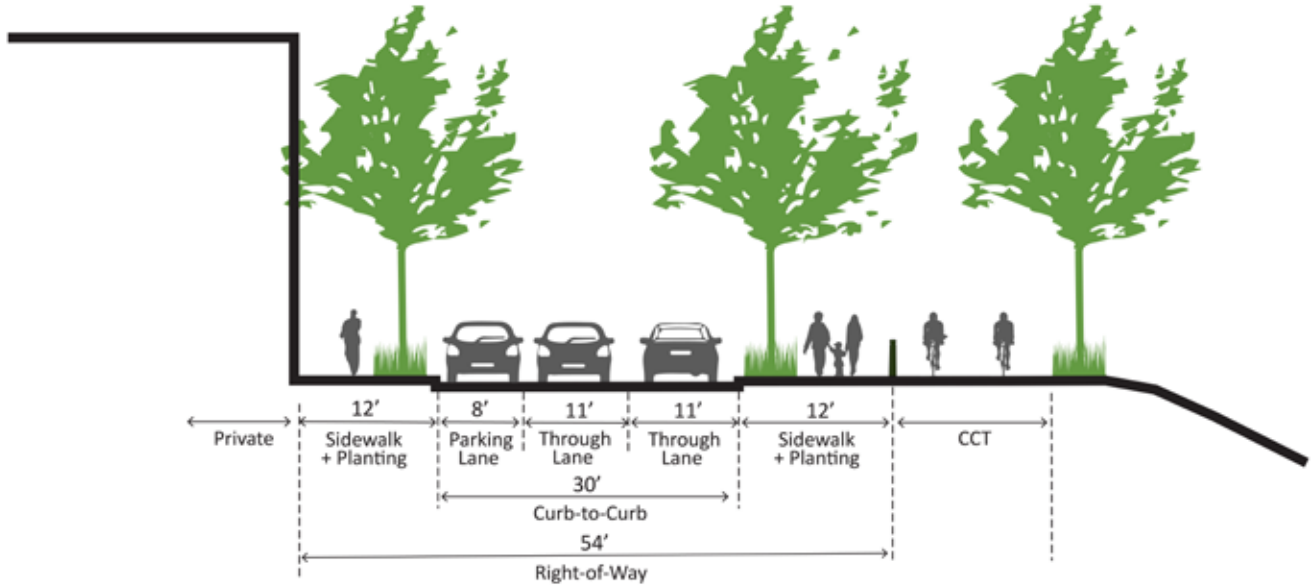 12’ 8’ 11’ 11’ 12’
Private Sidewalk Parking Through Through Sidewalk CCT
+ Planting Lane Lane Lane + Planting
30’
Curb-to-Curb
54’
Right-of-Way